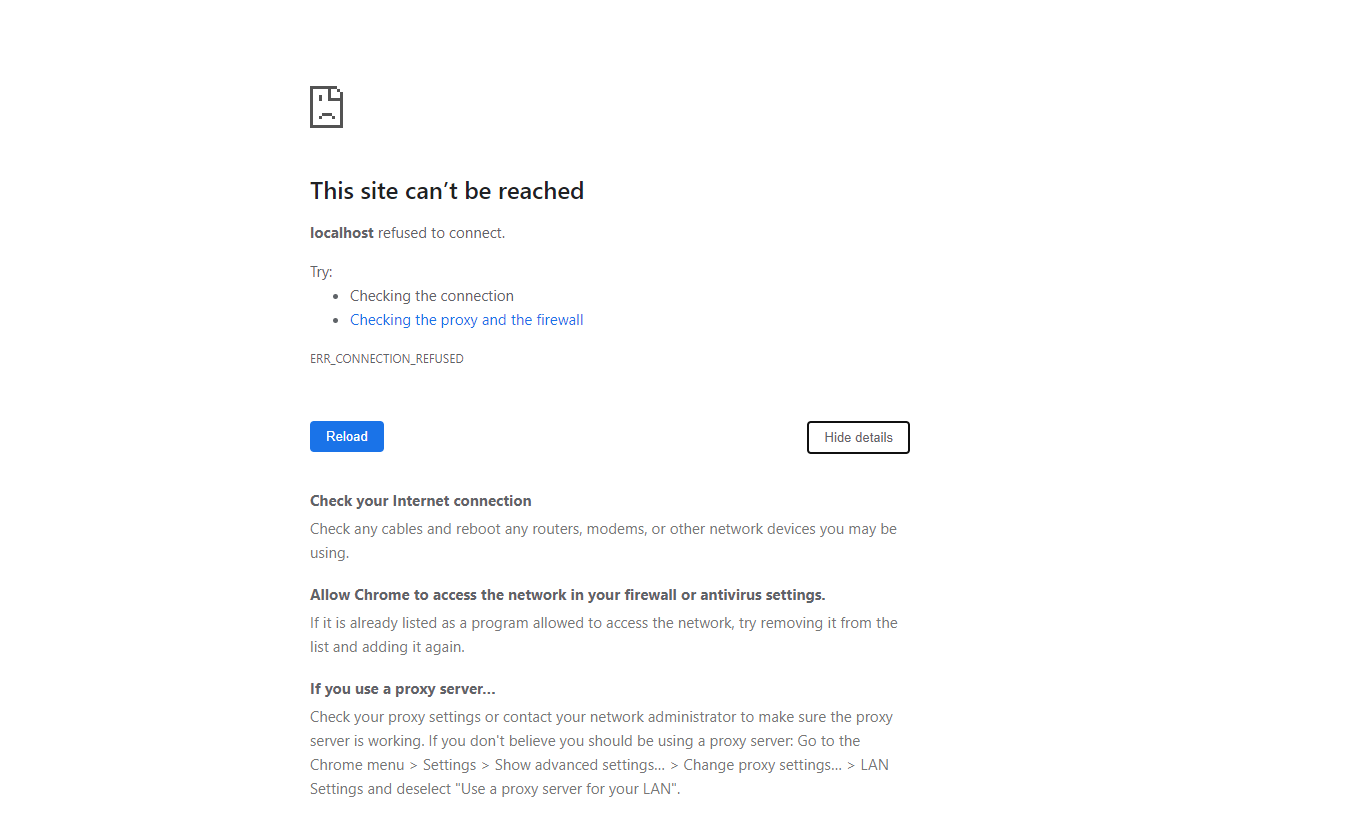 This site can’t be reached
localhost refused to connect.
Try:
• Checking the connection
• Checking the proxy and the firewall
ERR_CONNECTION_REFUSED
Reload
Hide details
Check your Internet connection
Check any cables and reboot any routers, modems, or other network devices you may be
using.
Allow Chrome to access the network in your firewall or antivirus settings.
If it is already listed as a program allowed to access the network, try removing it from the
list and adding it again.
If you use a proxy server...
Check your proxy settings or contact your network administrator to make sure the proxy
server is working. If you don't believe you should be using a proxy server: Go to the
Chrome menu > Settings > Show advanced settings... > Change proxy settings... > LAN
Settings and deselect "Use a proxy server for your LAN".